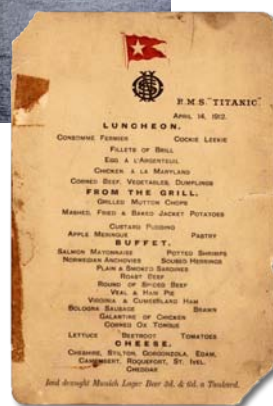 R.M.S. "TITANIC"
APRIL 14, 1912.
LUNCHEON.
CONSOMMÉ FERMIER COCKIE LEEKIE
FILLETS OF BRILL
EGG À L'ARGENTEUIL
CHICKEN À LA MARYLAND
CORNED BEEF, VEGETABLES, DUMPLINGS
FROM THE GRILL.
GRILLED MUTTON CHOPS
MASHED, FRIED & BAKED JACKET POTATOES
CUSTARD PUDDING
APPLE MERINGUE PASTRY
BUFFET.
SALMON MAYONNAISE POTTED SHRIMPS
NORWEGIAN ANCHOVIES SOUSED HERRINGS
PLAIN & SMOKED SARDINES
ROAST BEEF
ROUND OF SPICED BEEF
VEAL & HAM PIE
VIRGINIA & CUMBERLAND HAM
BOLOGNA SAUSAGE BRAWN
GALANTINE OF CHICKEN
CORNED OX TONGUE
LETTUCE BEETROOT TOMATOES
CHEESE.
CHESHIRE, STILTON, GORGONZOLA, EDAM,
CAMEMBERT, ROQUEFORT, ST. IVEL.
CHEDDAR
Iced draught Munich Lager Beer 3d. & 6d. a Tankard.